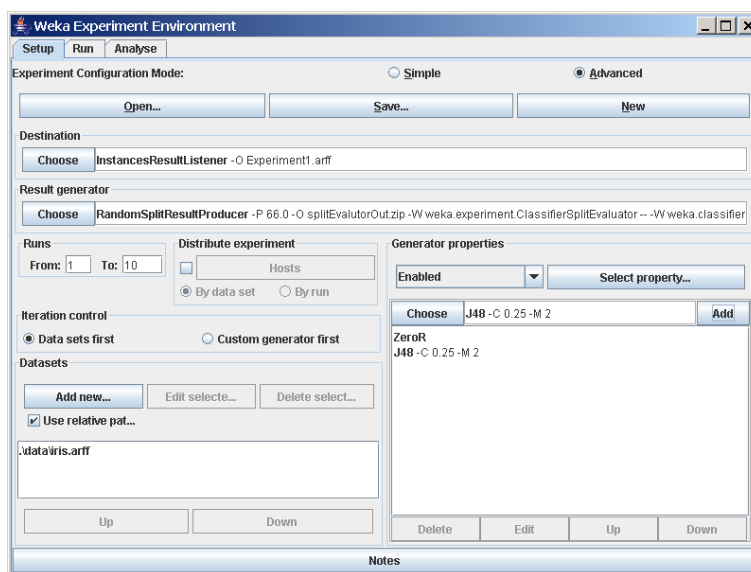 Weka Experiment Environment
Setup Run Analyse
Experiment Configuration Mode: Simple Advanced
Open... Save... New
Destination
Choose InstancesResultListener -O Experiment1.arff
Result generator
Choose RandomSplitResultProducer -P 66.0 -O splitEvalutorOut.zip -W weka.experiment.ClassifierSplitEvaluator -- -W weka.classifier
Runs
From: 1 To: 10
Distribute experiment
Hosts
By data set By run
Generator properties
Enabled Select property...
Choose J48 -C 0.25 -M 2 Add
ZeroR
J48 -C 0.25 -M 2
Iteration control
Data sets first Custom generator first
Datasets
Add new... Edit selecte... Delete select...
Use relative pat...
.\data\iris.arff
Up Down
Delete Edit Up Down
Notes